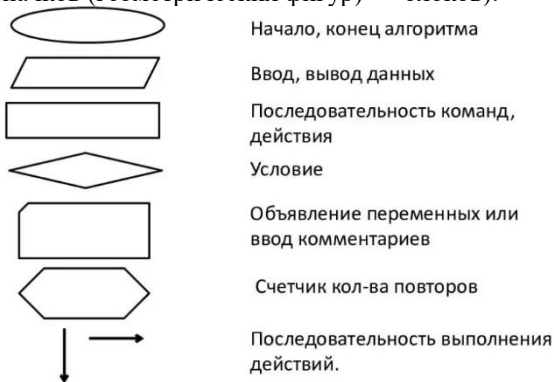 Начало, конец алгоритма
Ввод, вывод данных
Последовательность команд,
действия
Условие
Объявление переменных или
ввод комментариев
Счетчик кол-ва повторов
Последовательность выполнения
действий.